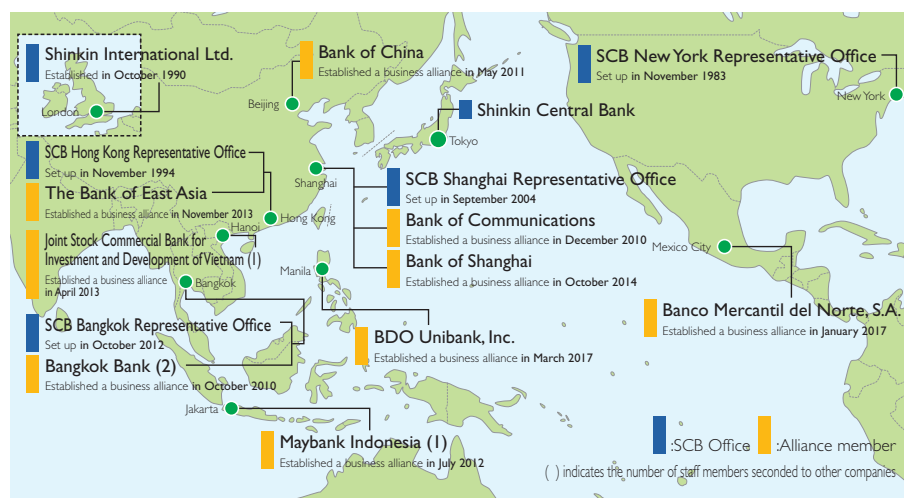 Shinkin International Ltd.
Established in October 1990
London
Bank of China
Established a business alliance in May 2011
Beijing
SCB New York Representative Office
Set up in November 1983
New York
Shinkin Central Bank
Tokyo
SCB Hong Kong Representative Office
Set up in November 1994
The Bank of East Asia
Established a business alliance in November 2013
Hong Kong
Shanghai
SCB Shanghai Representative Office
Set up in September 2004
Bank of Communications
Established a business alliance in December 2010
Bank of Shanghai
Established a business alliance in October 2014
Hanoi
Joint Stock Commercial Bank for
Investment and Development of Vietnam (1)
Established a business alliance
in April 2013
Bangkok
Manila
Mexico City
SCB Bangkok Representative Office
Set up in October 2012
Bangkok Bank (2)
Established a business alliance in October 2010
BDO Unibank, Inc.
Established a business alliance in March 2017
Banco Mercantil del Norte, S.A.
Established a business alliance in January 2017
Jakarta
Maybank Indonesia (1)
Established a business alliance in July 2012
:SCB Office :Alliance member
( ) indicates the number of staff members seconded to other companies